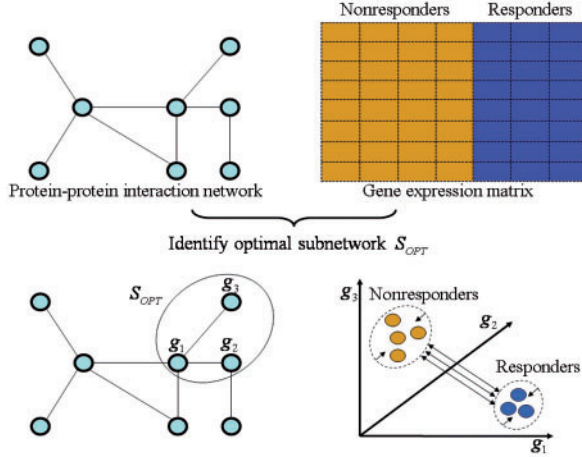 Nonresponders Responders
Protein-protein interaction network
Gene expression matrix
Identify optimal subnetwork S_OPT
S_OPT
g3
g1
g2
g3
Nonresponders
g2
Responders
g1